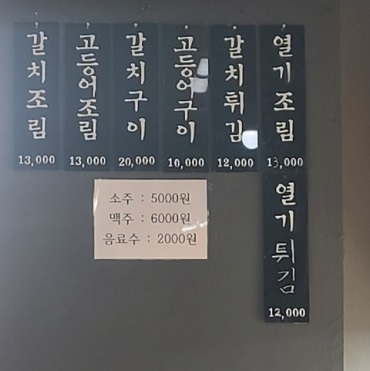 갈치조림
13,000
고등어조림
13,000
갈치구이
20,000
고등어구이
10,000
갈치튀김
12,000
열기조림
13,000
열기튀김
12,000
소주 : 5000원
맥주 : 6000원
음료수 : 2000원